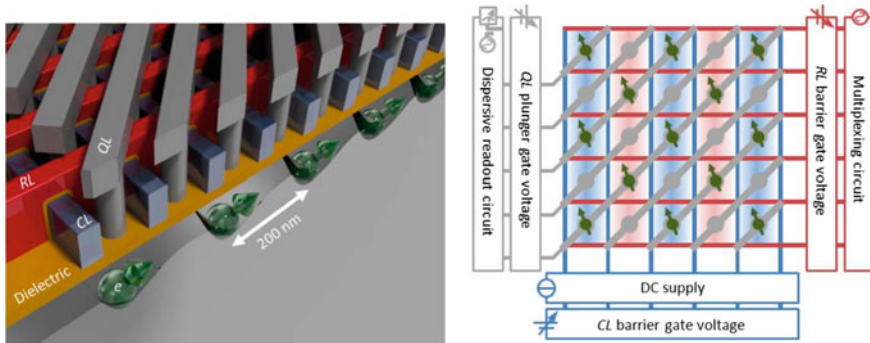 QL
RL
CL
Dielectric
e
200 nm
Dispersive readout circuit
QL plunger gate voltage
RL barrier gate voltage
Multiplexing circuit
DC supply
CL barrier gate voltage